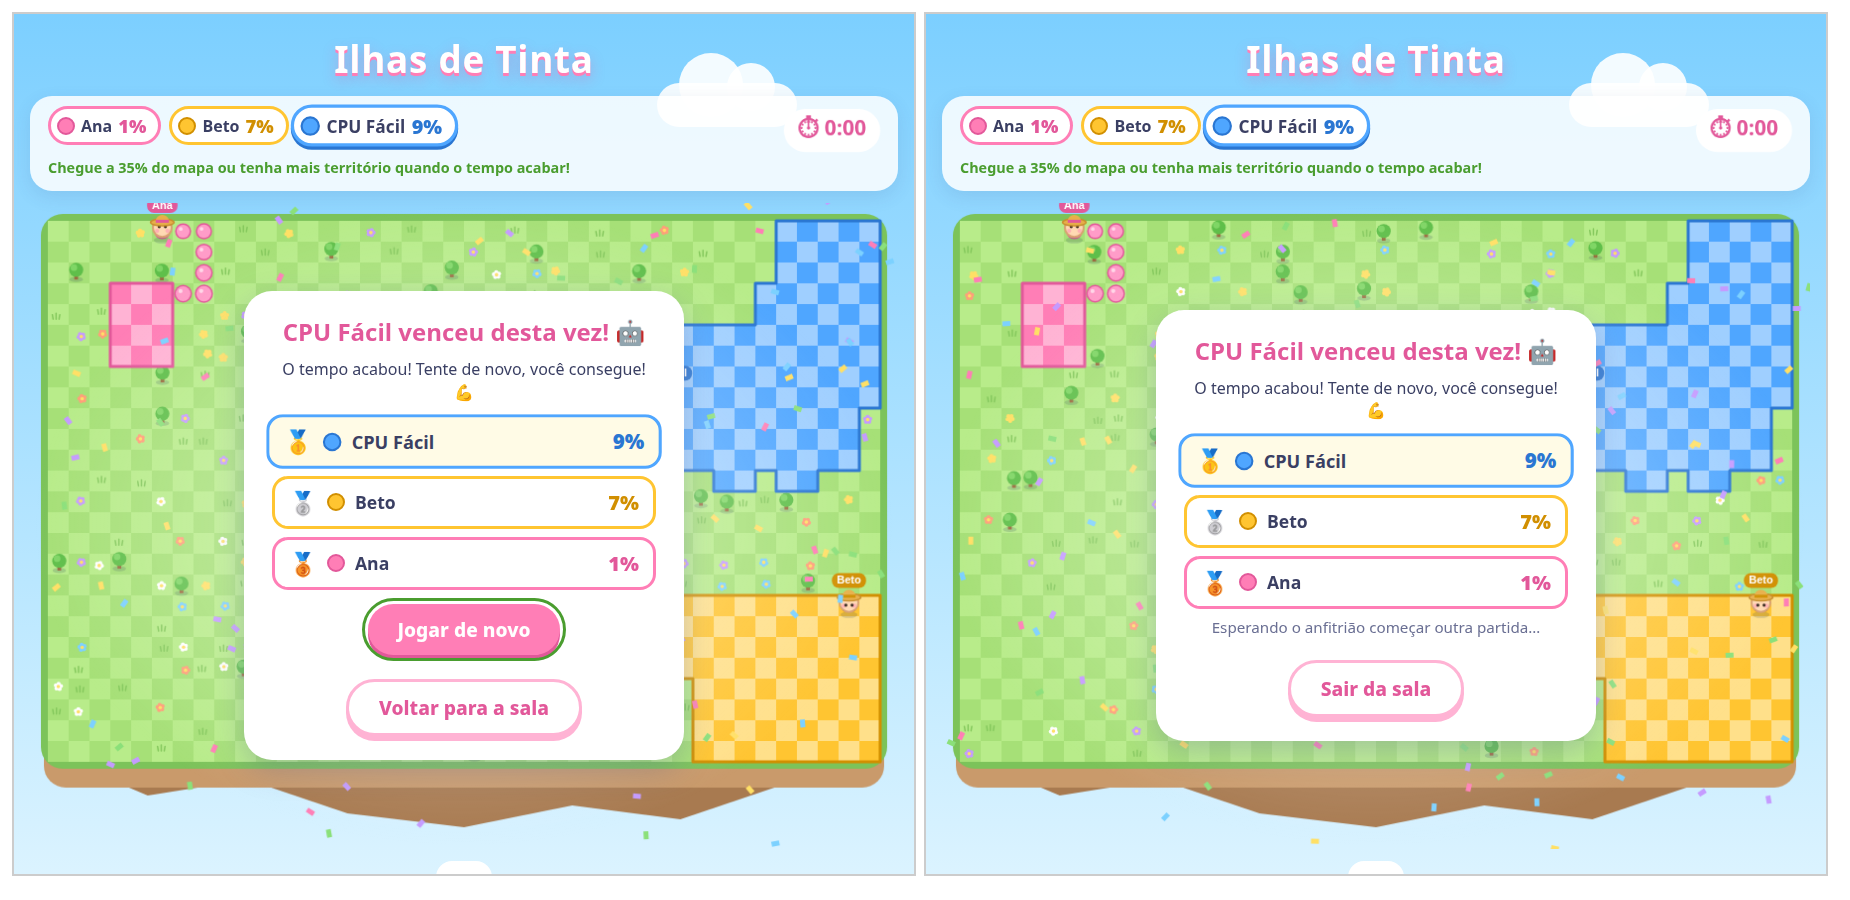 Ilhas de Tinta
Ana 1% Beto 7% CPU Fácil 9% 0:00
Chegue a 35% do mapa ou tenha mais território quando o tempo acabar!
Ana
CPU Fácil venceu desta vez!
O tempo acabou! Tente de novo, você consegue!
CPU Fácil 9%
2 Beto 7%
3 Ana 1%
Jogar de novo
Voltar para a sala
Beto
Ilhas de Tinta
Ana 1% Beto 7% CPU Fácil 9% 0:00
Chegue a 35% do mapa ou tenha mais território quando o tempo acabar!
Ana
CPU Fácil venceu desta vez!
O tempo acabou! Tente de novo, você consegue!
CPU Fácil 9%
2 Beto 7%
3 Ana 1%
Esperando o anfitrião começar outra partida...
Sair da sala
Beto